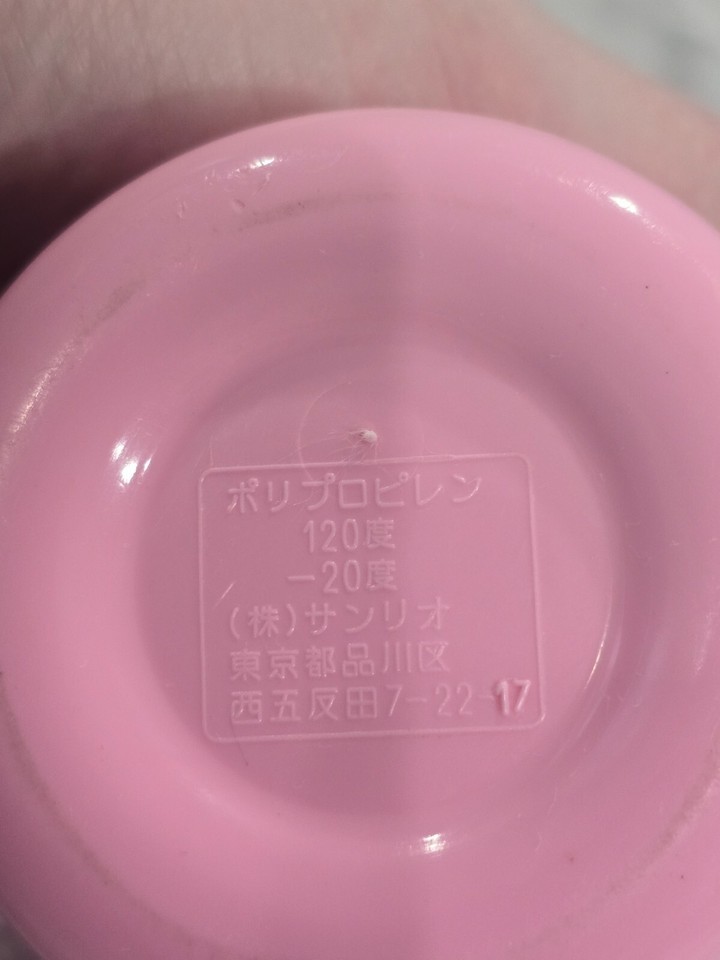 ポリプロピレン
120度
−20度
(株)サンリオ
東京都品川区
西五反田7-22-17